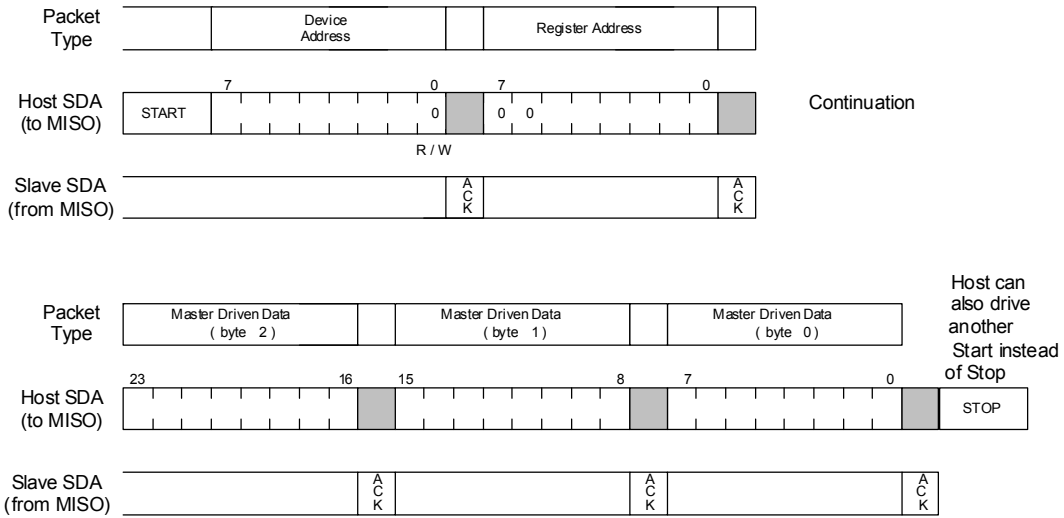 Packet
Type
Device
Address
Register Address
7 0 7 0
Host SDA
(to MISO)
START
0 0 0
Continuation
R / W
Slave SDA
(from MISO)
A
C
K
A
C
K
Packet
Type
Master Driven Data
( byte 2 )
Master Driven Data
( byte 1 )
Master Driven Data
( byte 0 )
Host can
also drive
another
Start instead
of Stop
23 16 15 8 7 0
Host SDA
(to MISO)
STOP
Slave SDA
(from MISO)
A
C
K
A
C
K
A
C
K